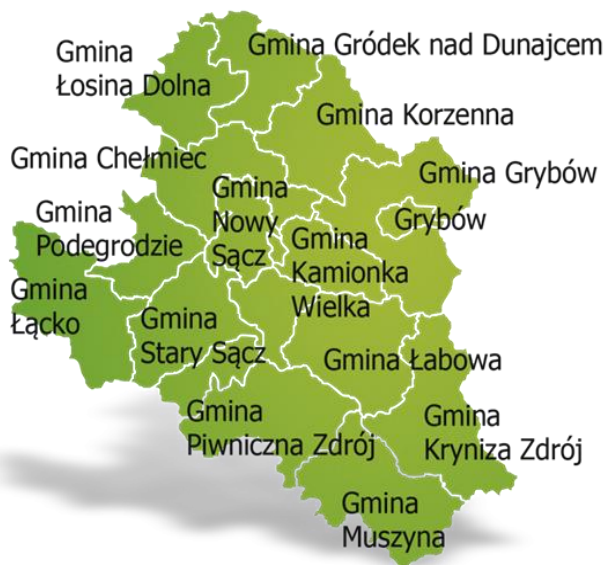 Gmina
Łosina Dolna
Gmina Gródek nad Dunajcem
Gmina Korzenna
Gmina Chełmiec
Gmina Grybów
Gmina
Nowy
Sącz
Grybów
Gmina
Podegrodzie
Gmina
Kamionka
Wielka
Gmina
Łącko
Gmina
Stary Sącz
Gmina Łabowa
Gmina
Piwniczna Zdrój
Gmina
Kryniza Zdrój
Gmina
Muszyna